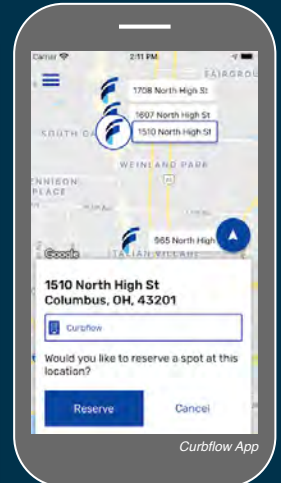 Carrier 2:11 PM
1708 North High St
1607 North High St
1510 North High St
WEINLAND PARK
PLACE
965 North High
Google
ITALIAN VILLAGE
1510 North High St
Columbus, OH, 43201
Curbflow
Would you like to reserve a spot at this
location?
Reserve Cancel
Curbflow App